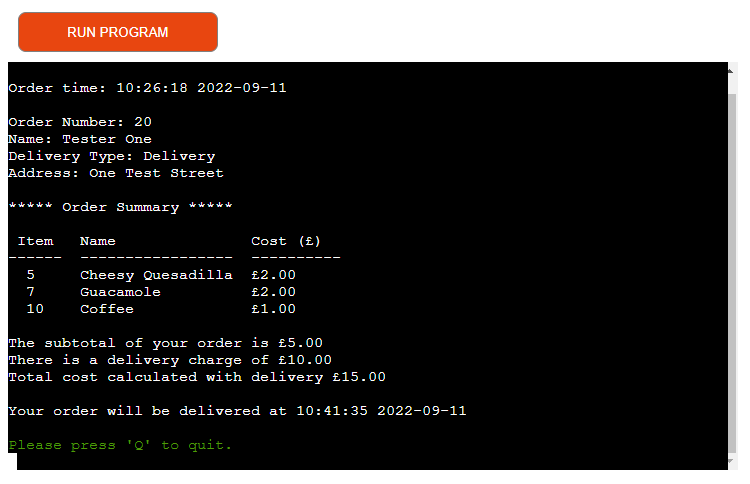 RUN PROGRAM
Order time: 10:26:18 2022-09-11
Order Number: 20
Name: Tester One
Delivery Type: Delivery
Address: One Test Street
***** Order Summary *****
Item Name Cost (£)
------ ----------------- ----------
5 Cheesy Quesadilla £2.00
7 Guacamole £2.00
10 Coffee £1.00
The subtotal of your order is £5.00
There is a delivery charge of £10.00
Total cost calculated with delivery £15.00
Your order will be delivered at 10:41:35 2022-09-11
Please press 'Q' to quit.